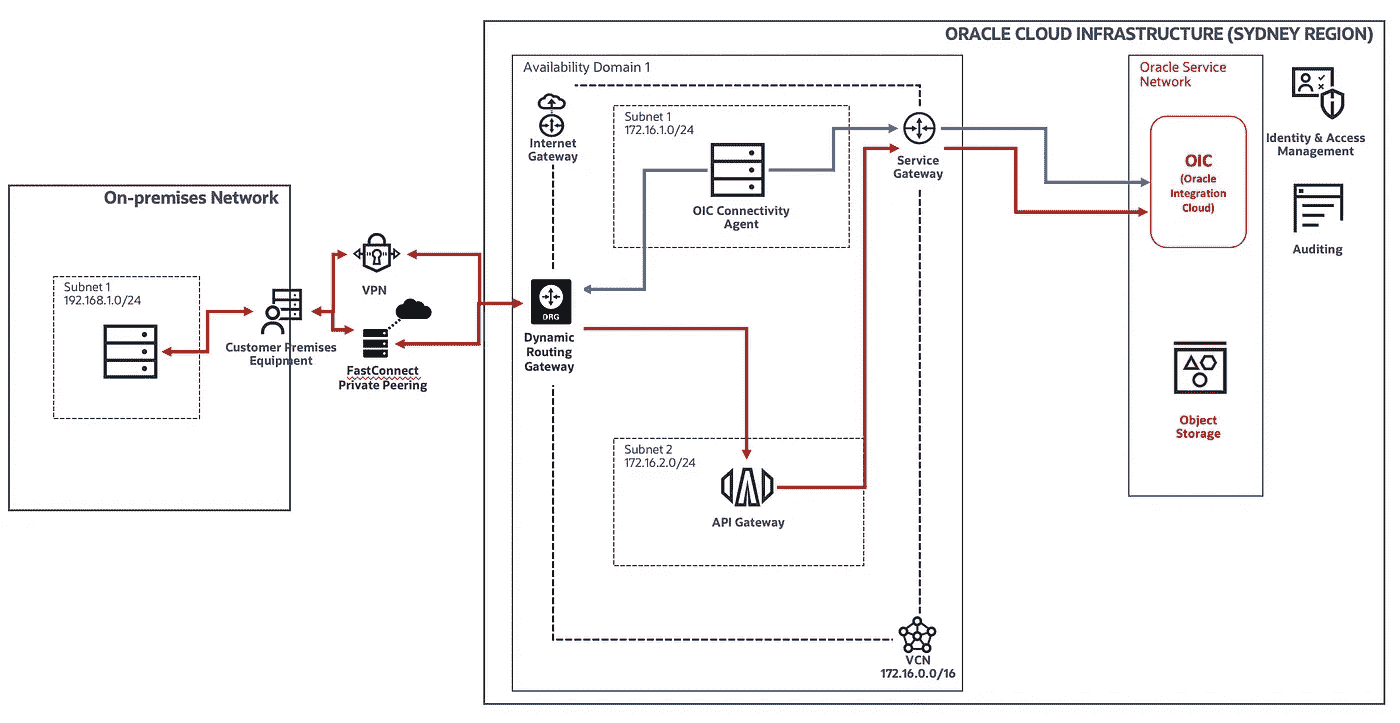 ORACLE CLOUD INFRASTRUCTURE (SYDNEY REGION)
Availability Domain 1
Oracle Service
Network
Internet
Gateway
Subnet 1
172.16.1.0/24
OIC Connectivity
Agent
Service
Gateway
OIC
(Oracle
Integration
Cloud)
Identity & Access
Management
Auditing
On-premises Network
Subnet 1
192.168.1.0/24
Customer Premises
Equipment
VPN
FastConnect
Private Peering
DRG
Dynamic
Routing
Gateway
Subnet 2
172.16.2.0/24
API Gateway
Object
Storage
VCN
172.16.0.0/16